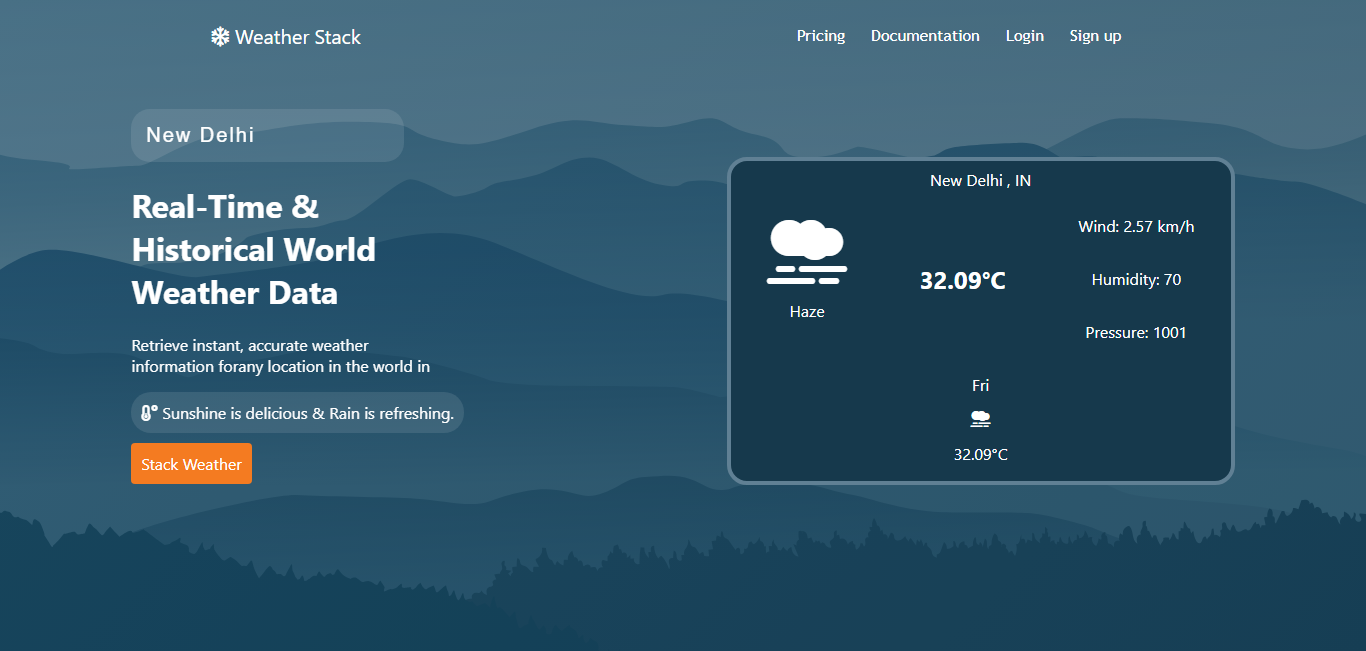 Weather Stack
Pricing
Documentation
Login
Sign up
New Delhi
Real-Time &
Historical World
Weather Data
Retrieve instant, accurate weather
information forany location in the world in
Sunshine is delicious & Rain is refreshing.
Stack Weather
New Delhi , IN
Haze
32.09°C
Wind: 2.57 km/h
Humidity: 70
Pressure: 1001
Fri
32.09°C